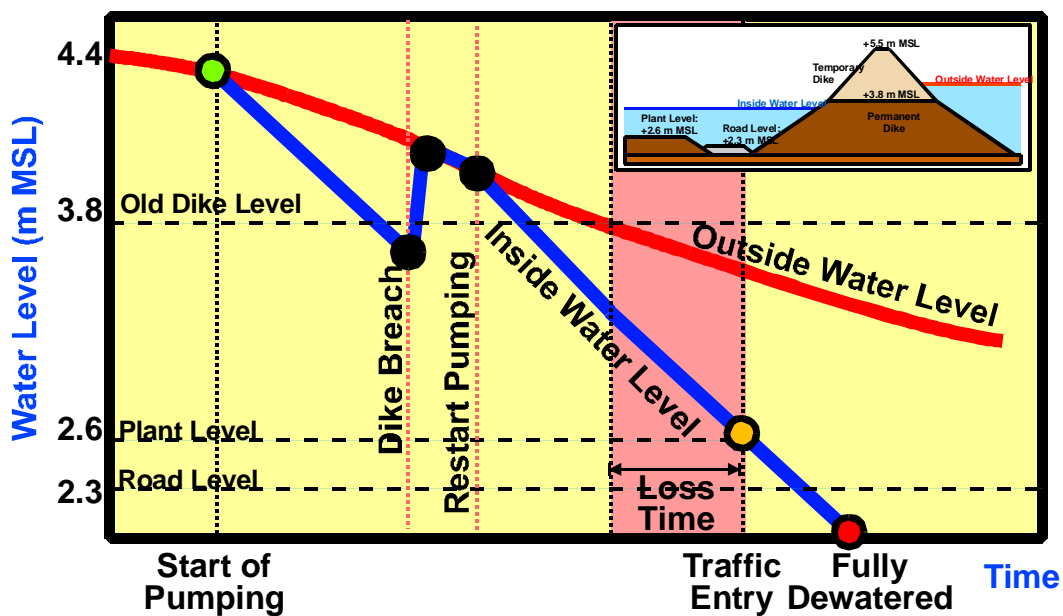 Water Level (m MSL)
4.4
3.8
2.6
2.3
+5.5 m MSL
Temporary
Dike
Outside Water Level
+3.8 m MSL
Inside Water Level
Permanent
Dike
Plant Level:
+2.6 m MSL
Road Level:
+2.3 m MSL
Old Dike Level
Outside Water Level
Inside Water Level
Dike Breach
Restart Pumping
Plant Level
Road Level
Loss
Time
Start of
Pumping
Traffic
Entry
Fully
Dewatered
Time